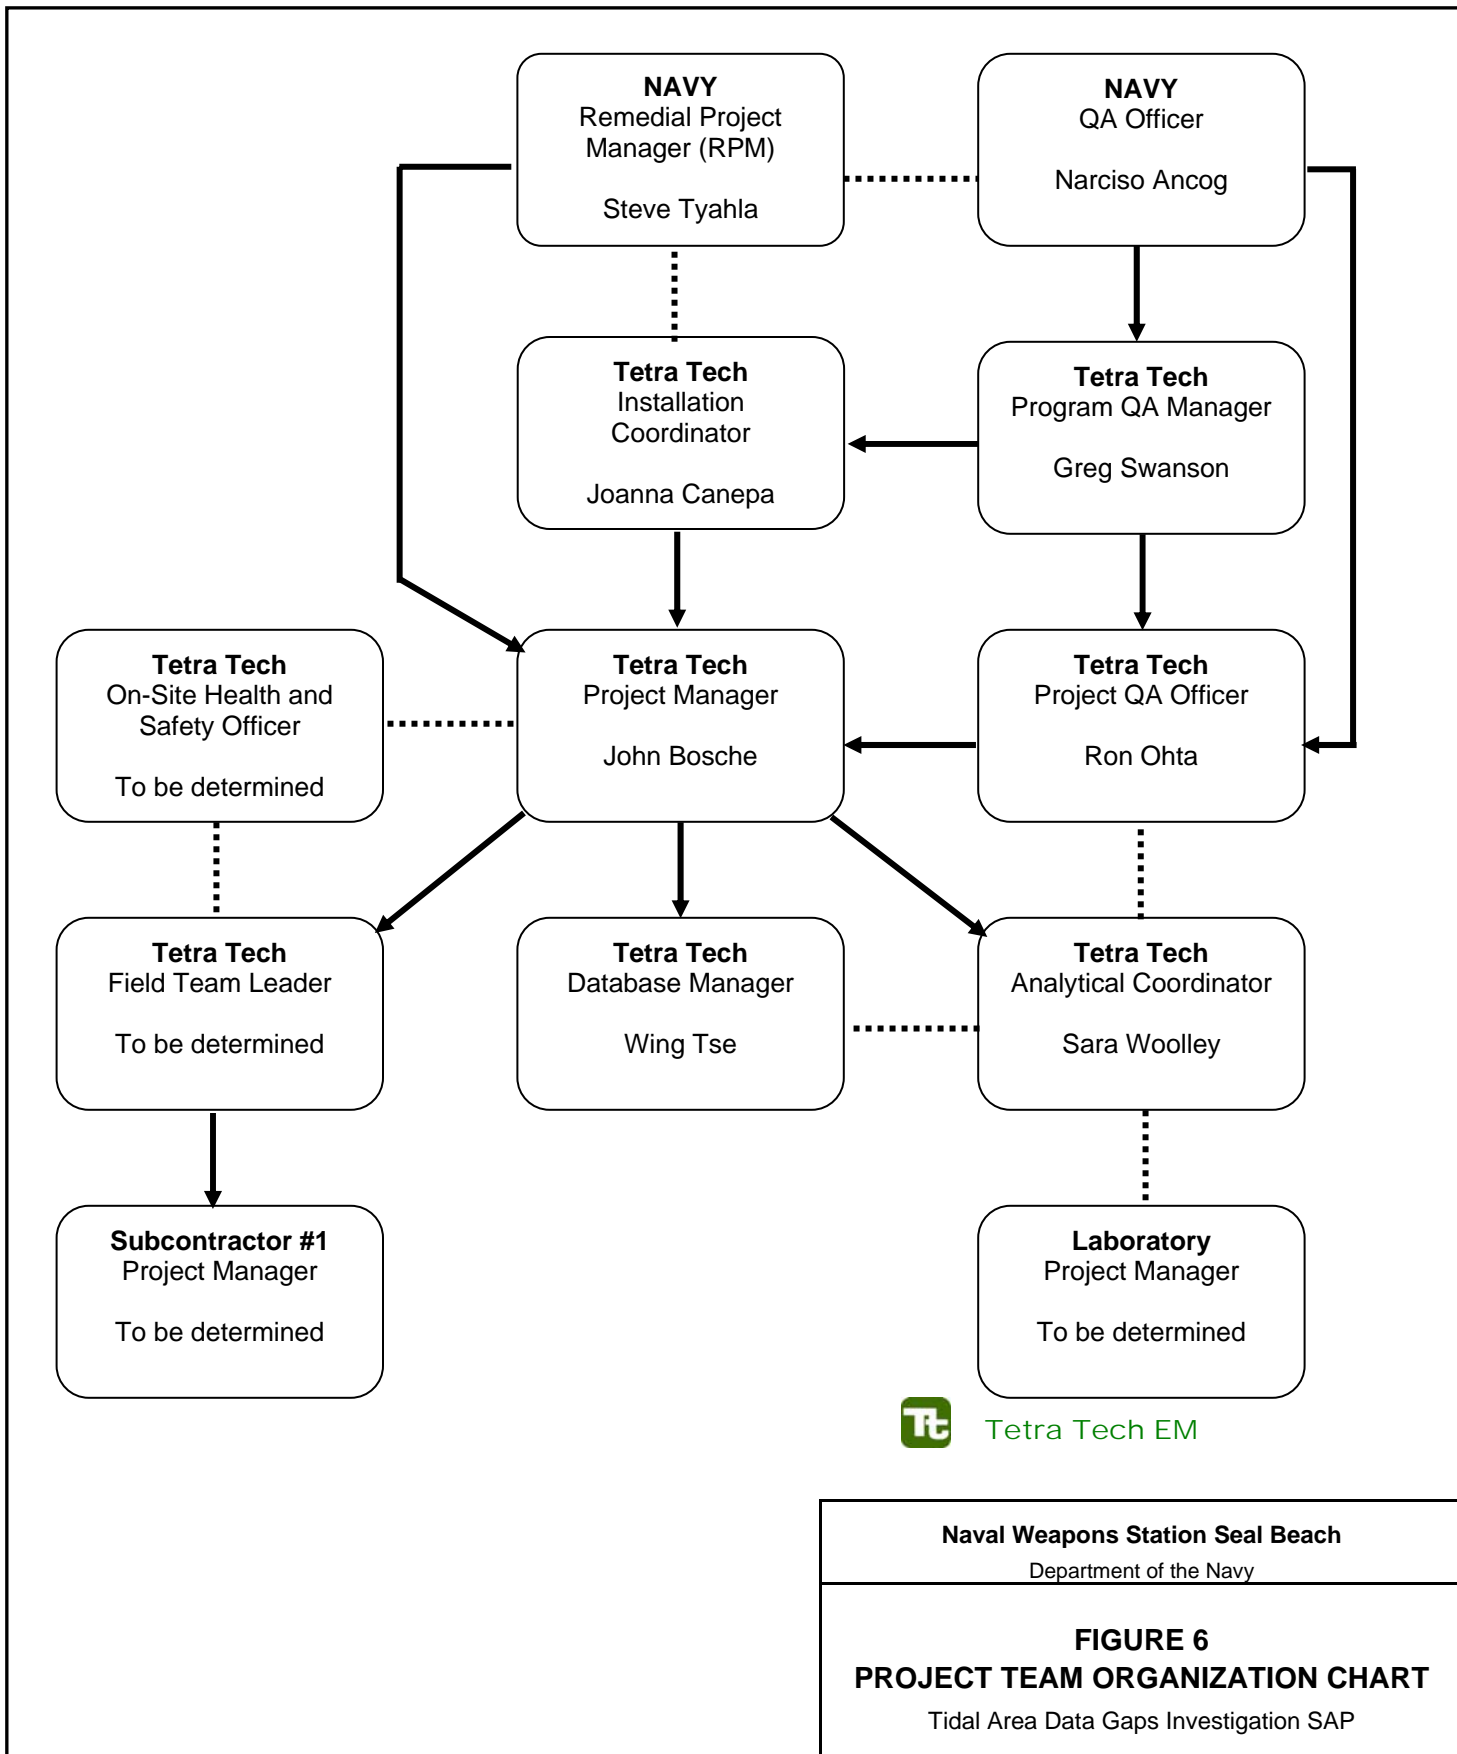 NAVY
Remedial Project
Manager (RPM)
Steve Tyahla
NAVY
QA Officer
Narciso Ancog
Tetra Tech
Installation
Coordinator
Joanna Canepa
Tetra Tech
Program QA Manager
Greg Swanson
Tetra Tech
On-Site Health and
Safety Officer
To be determined
Tetra Tech
Project Manager
John Bosche
Tetra Tech
Project QA Officer
Ron Ohta
Tetra Tech
Field Team Leader
To be determined
Tetra Tech
Database Manager
Wing Tse
Tetra Tech
Analytical Coordinator
Sara Woolley
Subcontractor #1
Project Manager
To be determined
Laboratory
Project Manager
To be determined
Tt Tetra Tech EM
Naval Weapons Station Seal Beach
Department of the Navy
FIGURE 6
PROJECT TEAM ORGANIZATION CHART
Tidal Area Data Gaps Investigation SAP